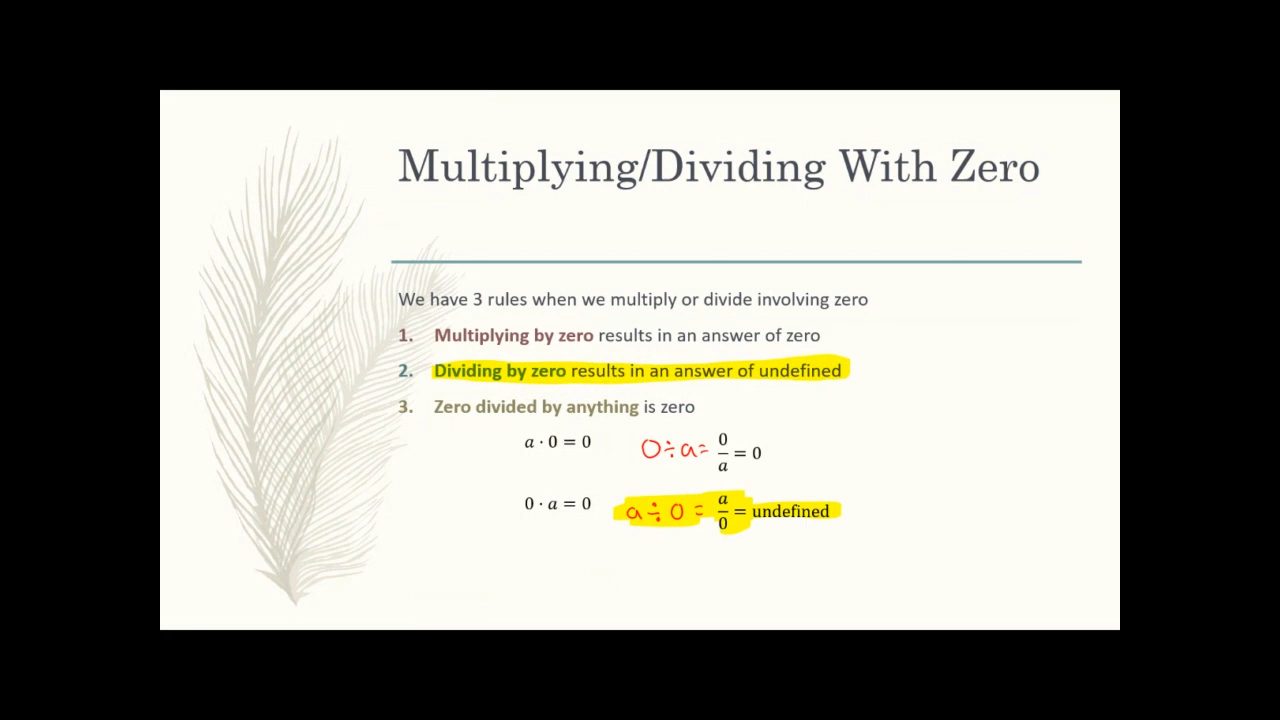 Multiplying/Dividing With Zero
We have 3 rules when we multiply or divide involving zero
1. Multiplying by zero results in an answer of zero
2. Dividing by zero results in an answer of undefined
3. Zero divided by anything is zero
a · 0 = 0
0 ÷ a = 0/a = 0
0 · a = 0
a ÷ 0 = a/0 = undefined